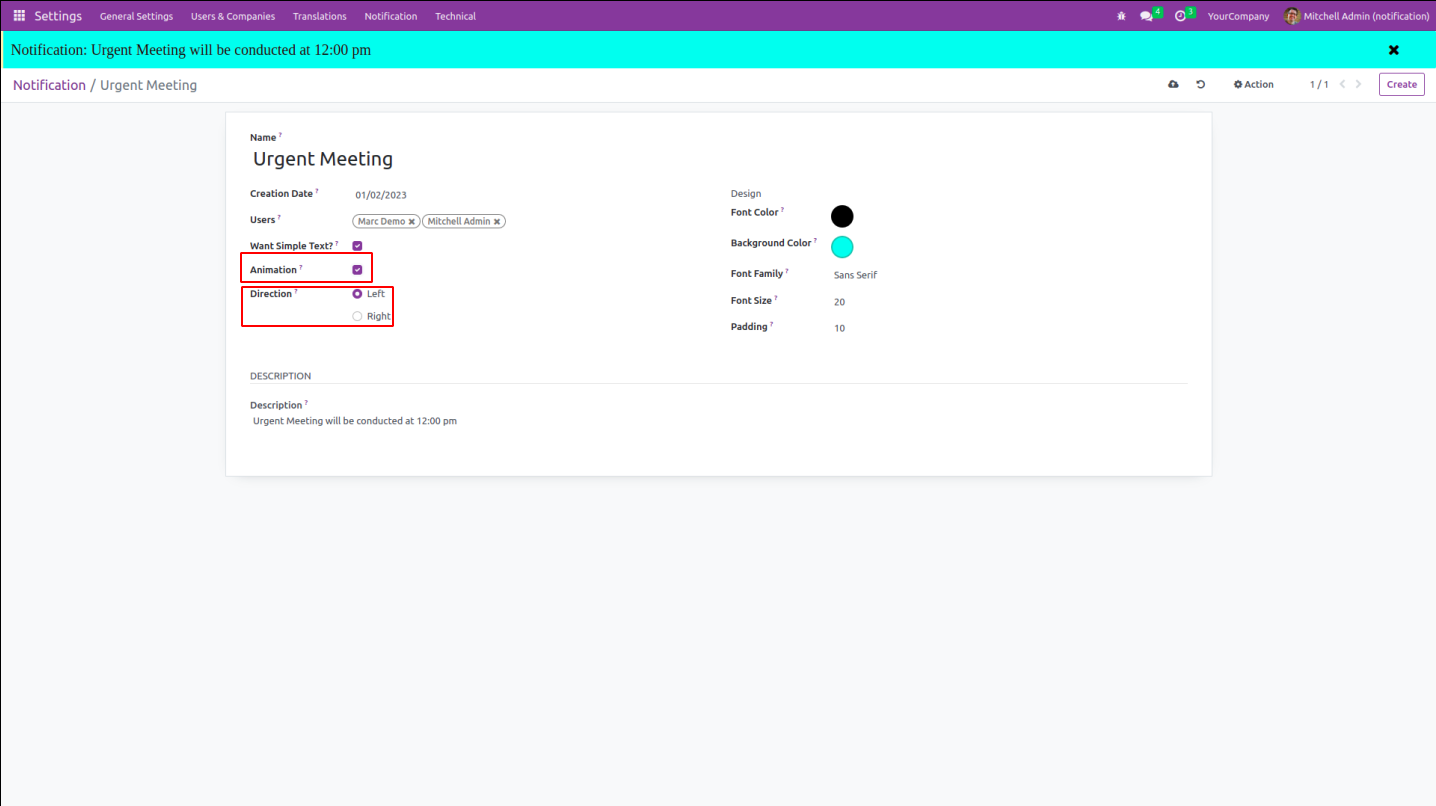 Settings General Settings Users & Companies Translations Notification Technical 4 3 YourCompany Mitchell Admin (notification)
Notification: Urgent Meeting will be conducted at 12:00 pm
Notification / Urgent Meeting Action 1 / 1 Create
Name ?
Urgent Meeting
Creation Date ? 01/02/2023
Users ? Marc Demo Mitchell Admin
Want Simple Text? ?
Animation ?
Direction ? Left
Right
Design
Font Color ?
Background Color ?
Font Family ? Sans Serif
Font Size ? 20
Padding ? 10
DESCRIPTION
Description ?
Urgent Meeting will be conducted at 12:00 pm